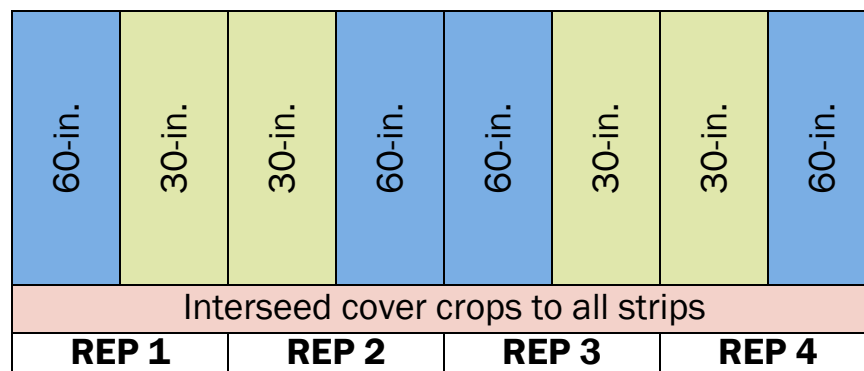 60-in.
30-in.
30-in.
60-in.
60-in.
30-in.
30-in.
60-in.
Interseed cover crops to all strips
REP 1 REP 2 REP 3 REP 4